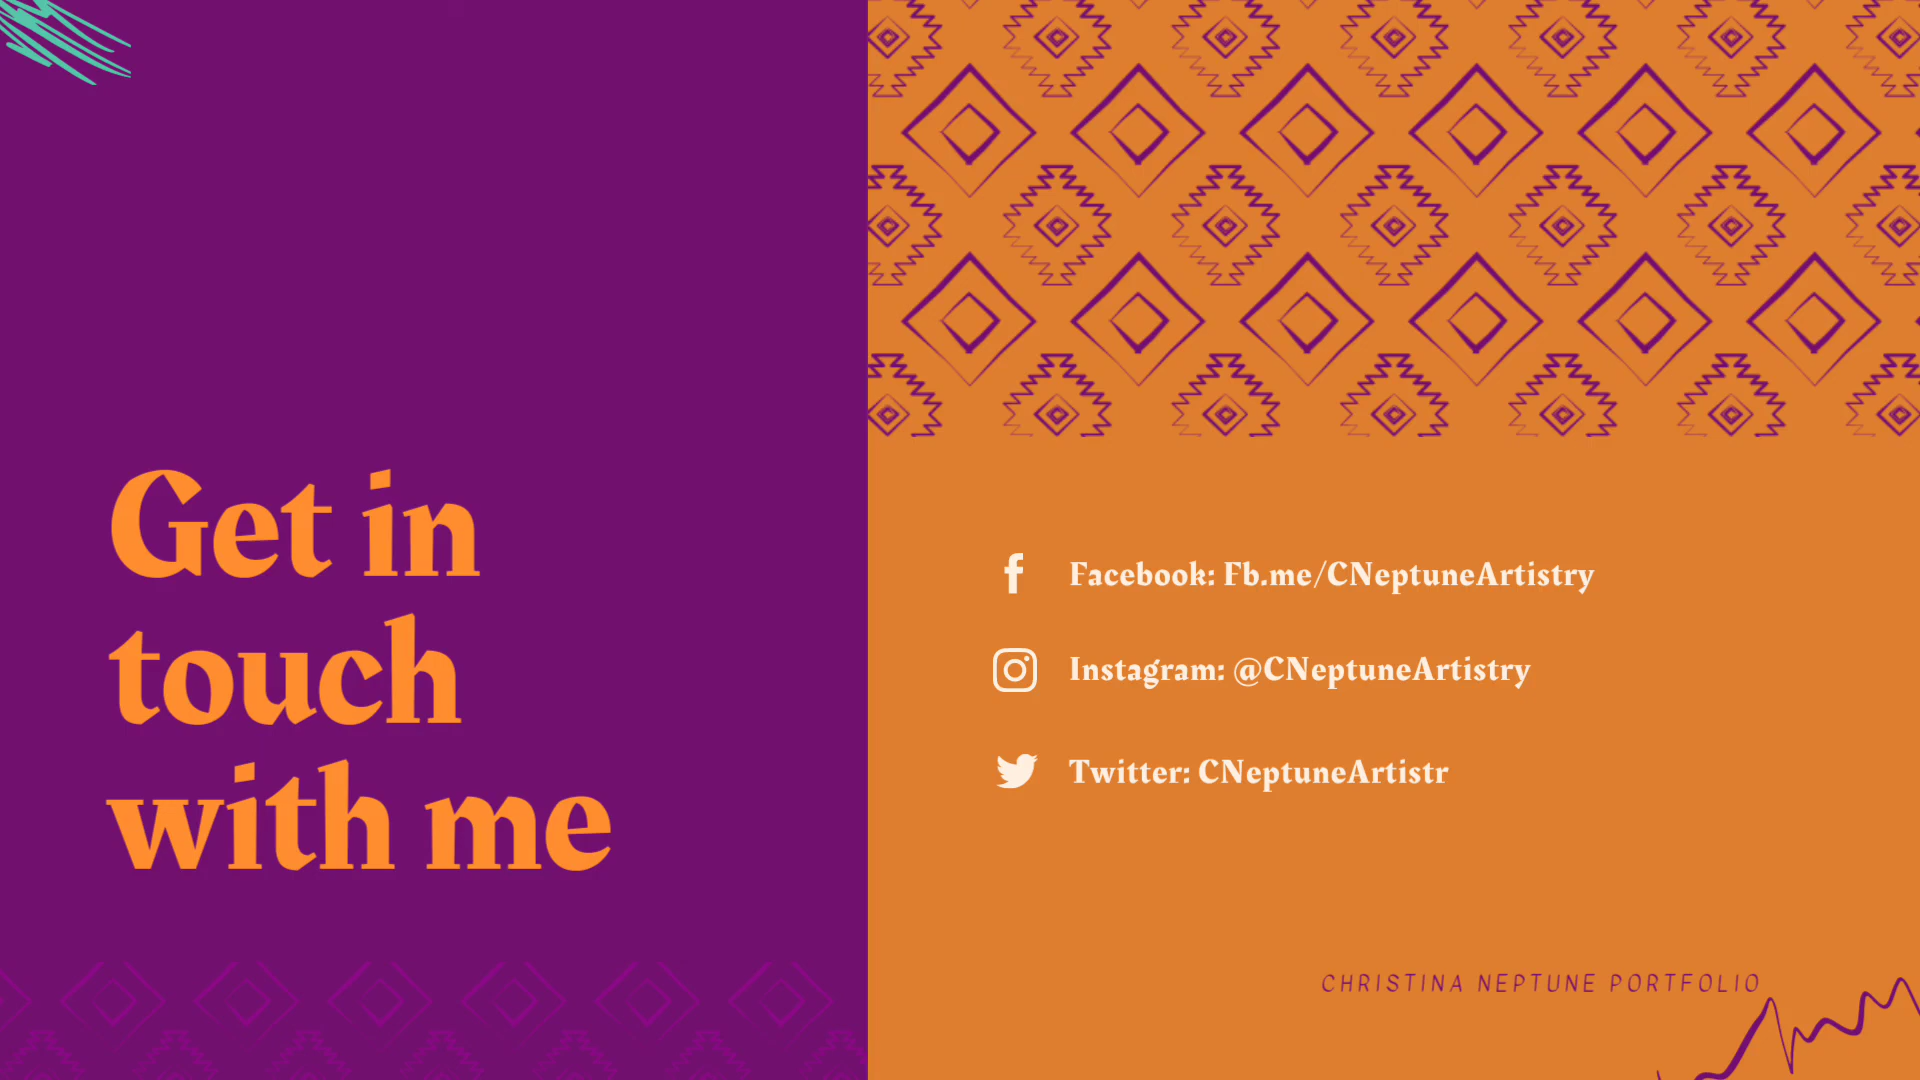 Get in
touch
with me
Facebook: Fb.me/CNeptuneArtistry
Instagram: @CNeptuneArtistry
Twitter: CNeptuneArtistr
CHRISTINA NEPTUNE PORTFOLIO